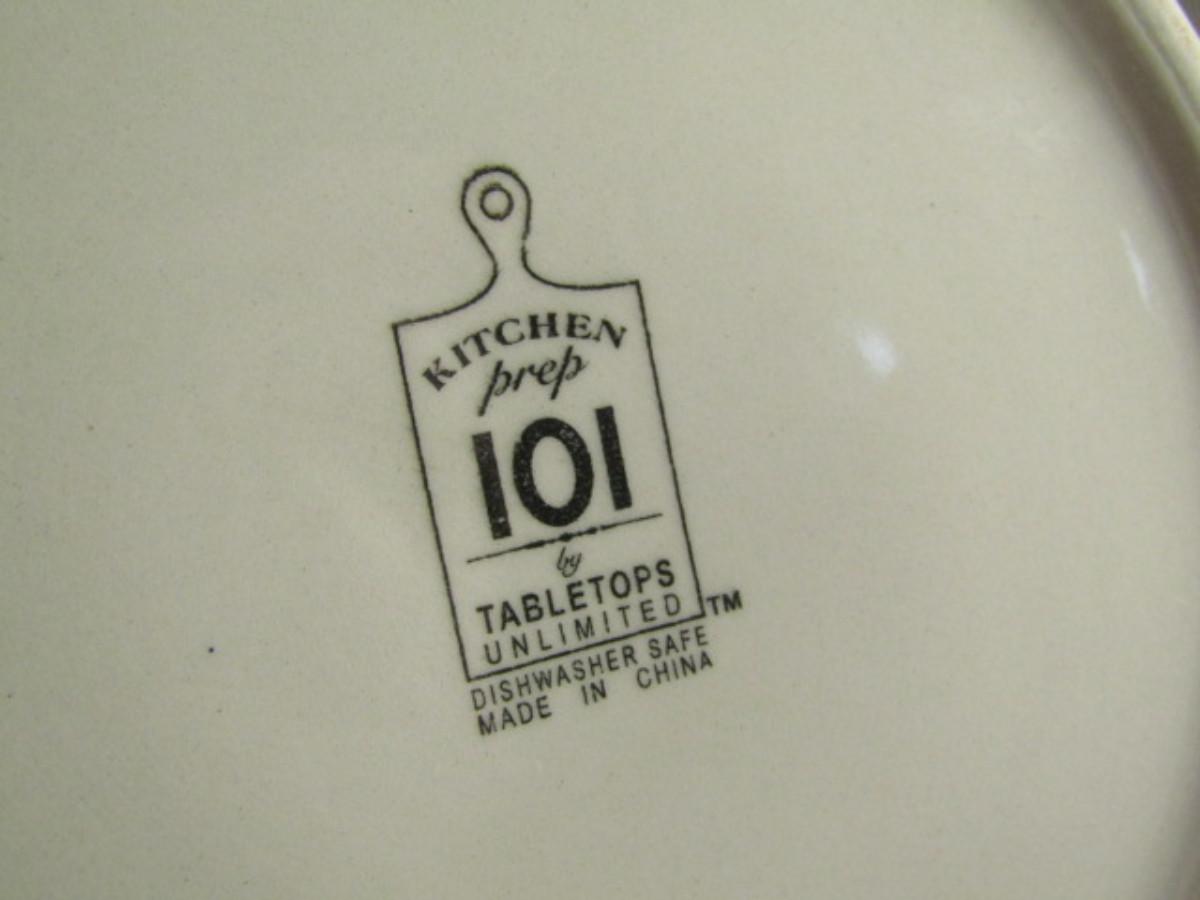 KITCHEN
prep
101
by
TABLETOPS
UNLIMITED TM
DISHWASHER SAFE
MADE IN CHINA